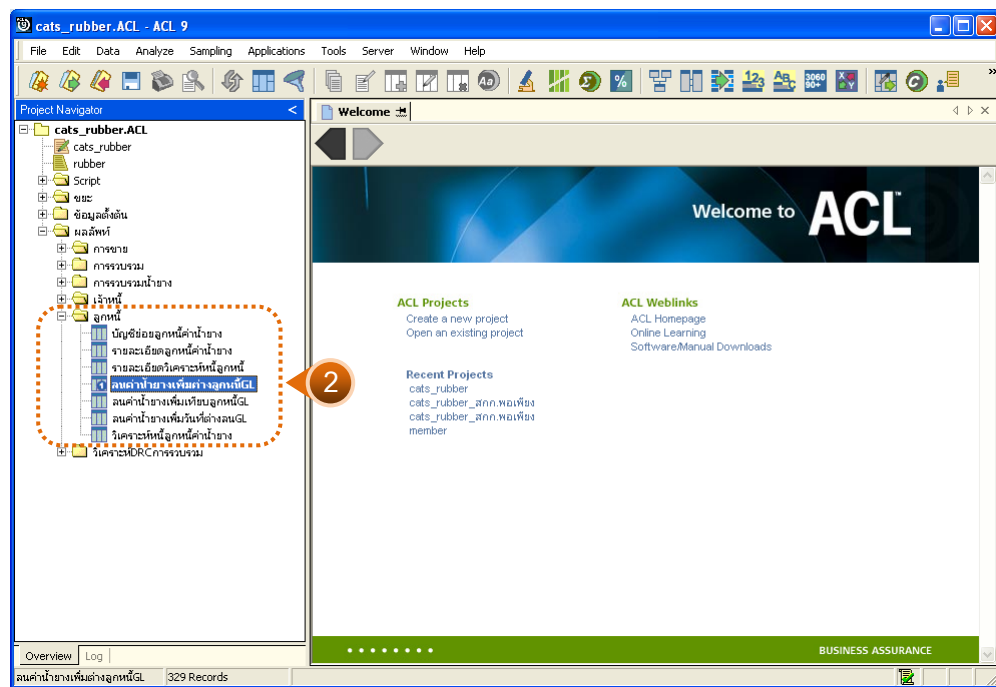 cats_rubber.ACL - ACL 9
File Edit Data Analyze Sampling Applications Tools Server Window Help
Project Navigator <
Welcome
cats_rubber.ACL
cats_rubber
rubber
Script
ขยะ
ข้อมูลตั้งต้น
ผลลัพท์
การขาย
การรวบรวม
การรวบรวมน้ำยาง
เจ้าหนี้
ลูกหนี้
บัญชีย่อยลูกหนี้ค่าน้ำยาง
รายละเอียดลูกหนี้ค่าน้ำยาง
รายละเอียดวิเคราะห์หนี้ลูกหนี้
ลนค่าน้ำยางเพิ่มต่างลูกหนี้GL
ลนค่าน้ำยางเพิ่มเทียบลูกหนี้GL
ลนค่าน้ำยางเพิ่มวันที่ต่างลนGL
วิเคราะห์หนี้ลูกหนี้ค่าน้ำยาง
วิเคราะห์DRCการรวบรวม
2
Welcome to ACL™
ACL Projects
Create a new project
Open an existing project
Recent Projects
cats_rubber
cats_rubber_สกก.พอเพียง
cats_rubber_สกก.พอเพียง
member
ACL Weblinks
ACL Homepage
Online Learning
Software/Manual Downloads
BUSINESS ASSURANCE
Overview Log
ลนค่าน้ำยางเพิ่มต่างลูกหนี้GL 329 Records